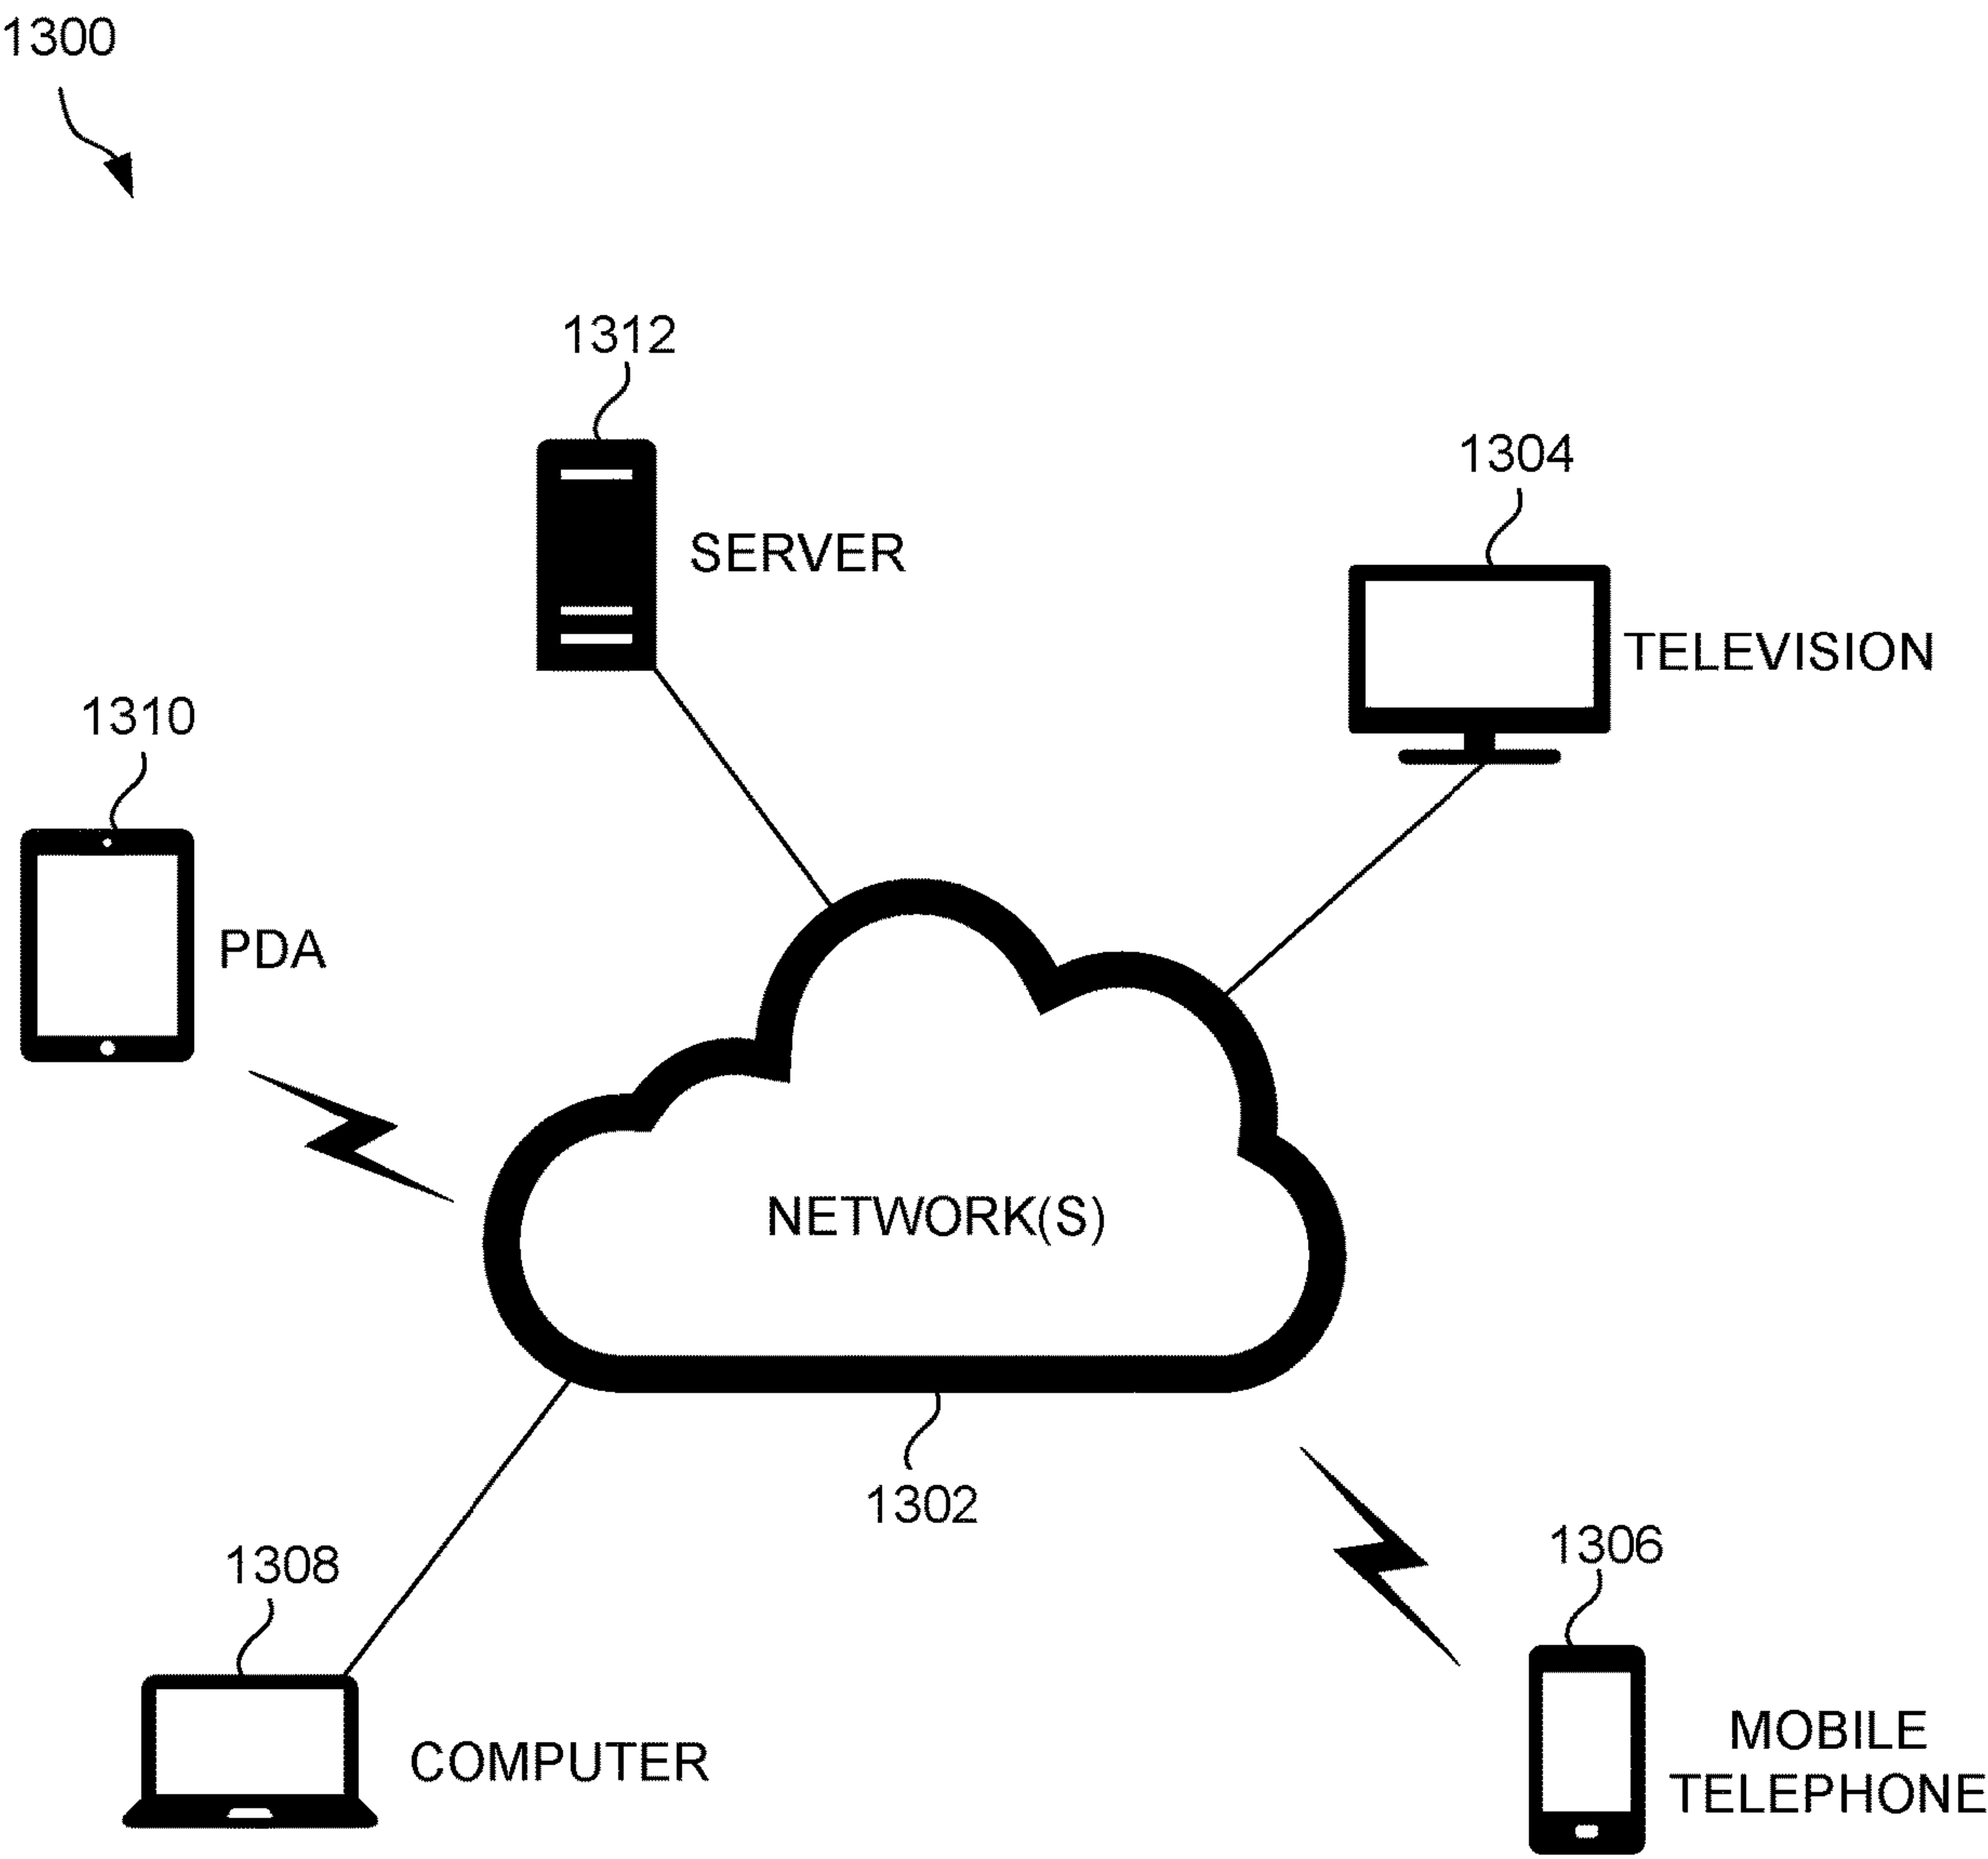 1300
1312
SERVER
1304
TELEVISION
1310
PDA
NETWORK(S)
1302
1308
COMPUTER
1306
MOBILE
TELEPHONE